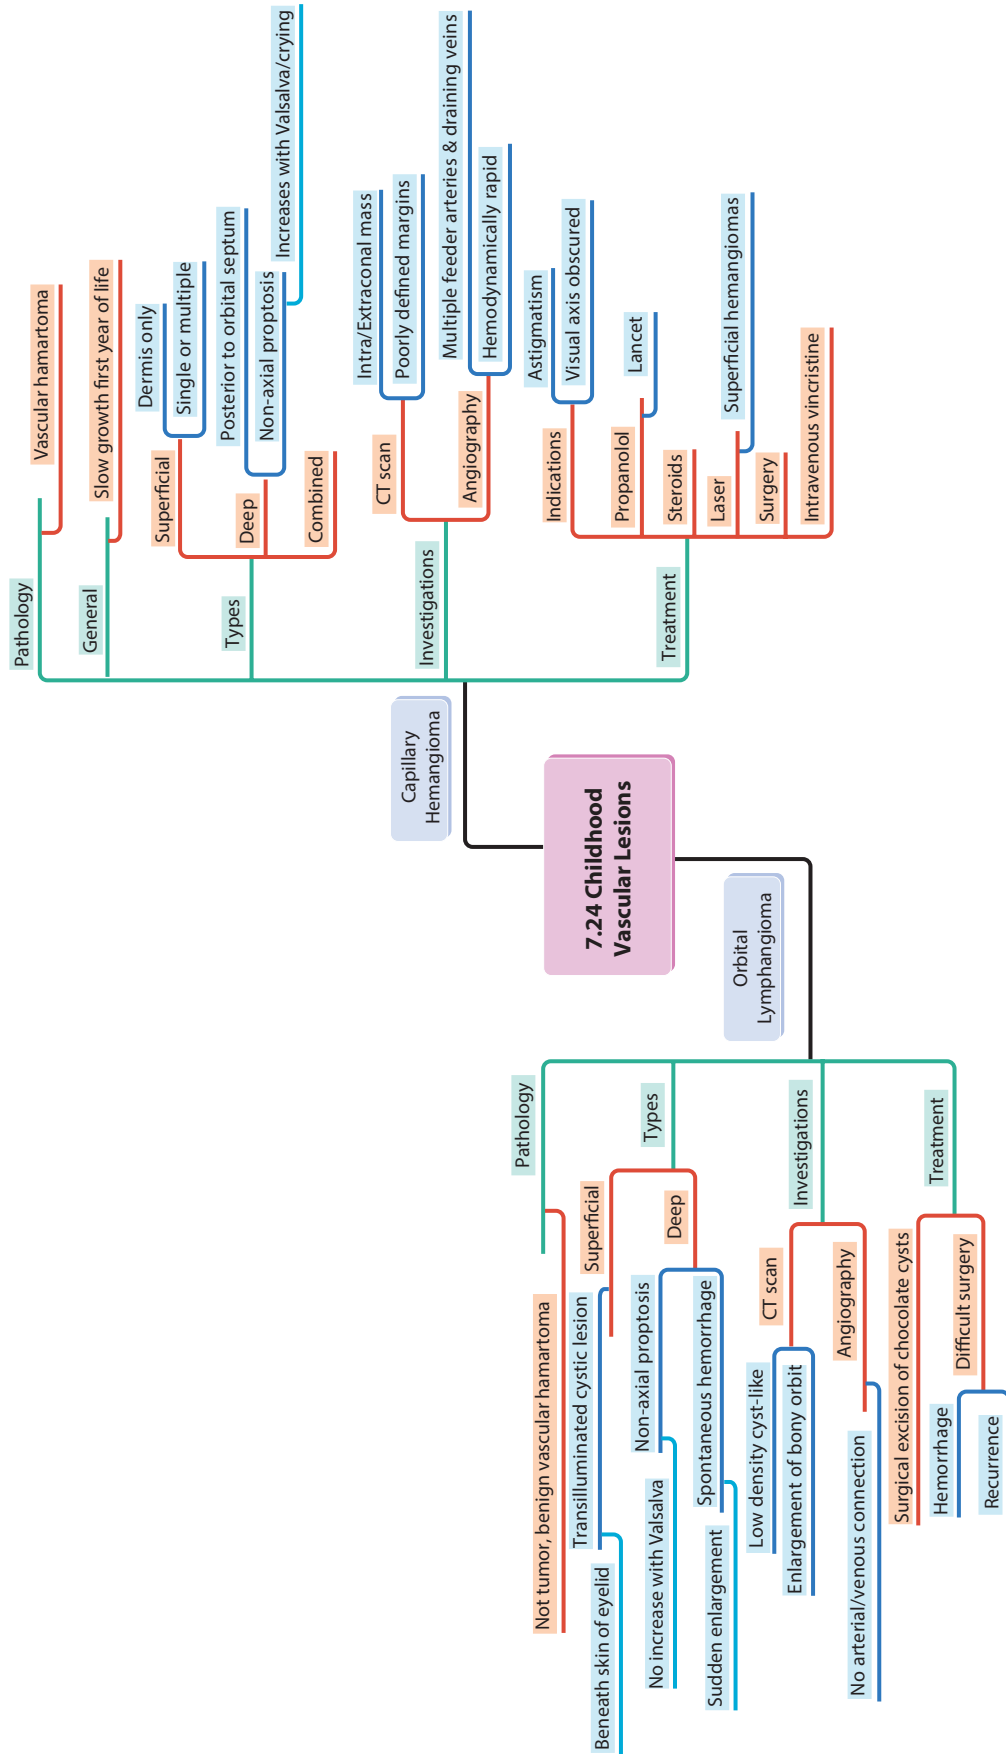 7.24 Childhood
Vascular Lesions
Capillary
Hemangioma
Pathology
Vascular hamartoma
General
Slow growth first year of life
Types
Superficial
Dermis only
Single or multiple
Deep
Posterior to orbital septum
Non-axial proptosis
Increases with Valsalva/crying
Combined
Investigations
CT scan
Intra/Extraconal mass
Poorly defined margins
Angiography
Multiple feeder arteries & draining veins
Hemodynamically rapid
Treatment
Indications
Astigmatism
Visual axis obscured
Propanolol
Lancet
Steroids
Laser
Superficial hemangiomas
Surgery
Intravenous vincristine
Orbital
Lymphangioma
Pathology
Not tumor, benign vascular hamartoma
Types
Superficial
Transilluminated cystic lesion
Beneath skin of eyelid
Deep
Non-axial proptosis
No increase with Valsalva
Spontaneous hemorrhage
Sudden enlargement
Investigations
CT scan
Low density cyst-like
Enlargement of bony orbit
Angiography
No arterial/venous connection
Treatment
Surgical excision of chocolate cysts
Difficult surgery
Hemorrhage
Recurrence